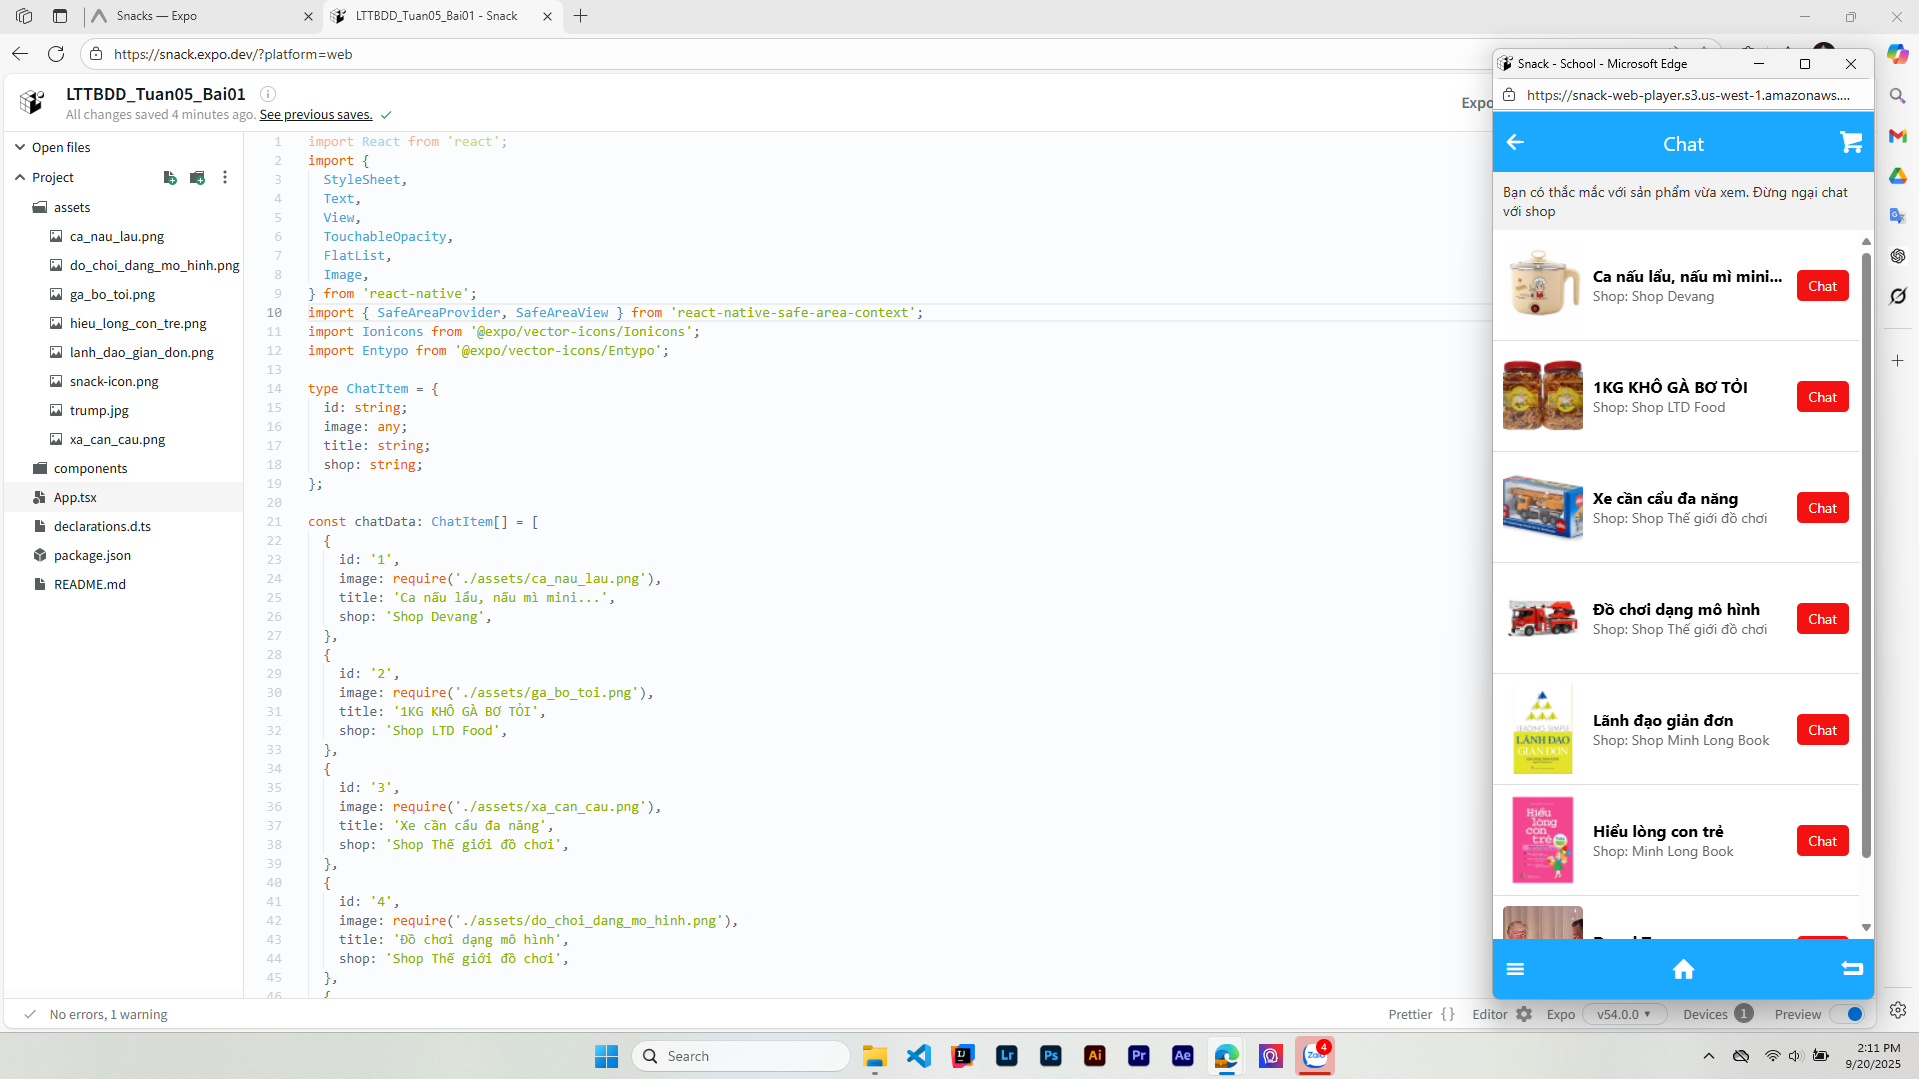 Snacks — Expo
LTTBDD_Tuan05_Bai01 - Snack
https://snack.expo.dev/?platform=web
LTTBDD_Tuan05_Bai01
All changes saved 4 minutes ago. See previous saves.
Expo
Open files
Project
assets
ca_nau_lau.png
do_choi_dang_mo_hinh.png
ga_bo_toi.png
hieu_long_con_tre.png
lanh_dao_gian_don.png
snack-icon.png
trump.jpg
xa_can_cau.png
components
App.tsx
declarations.d.ts
package.json
README.md
1 import React from 'react';
2 import {
3 StyleSheet,
4 Text,
5 View,
6 TouchableOpacity,
7 FlatList,
8 Image,
9 } from 'react-native';
10 import { SafeAreaProvider, SafeAreaView } from 'react-native-safe-area-context';
11 import Ionicons from '@expo/vector-icons/Ionicons';
12 import Entypo from '@expo/vector-icons/Entypo';
13
14 type ChatItem = {
15 id: string;
16 image: any;
17 title: string;
18 shop: string;
19 };
20
21 const chatData: ChatItem[] = [
22 {
23 id: '1',
24 image: require('./assets/ca_nau_lau.png'),
25 title: 'Ca nấu lẩu, nấu mì mini...',
26 shop: 'Shop Devang',
27 },
28 {
29 id: '2',
30 image: require('./assets/ga_bo_toi.png'),
31 title: '1KG KHÔ GÀ BƠ TỎI',
32 shop: 'Shop LTD Food',
33 },
34 {
35 id: '3',
36 image: require('./assets/xa_can_cau.png'),
37 title: 'Xe cần cẩu đa năng',
38 shop: 'Shop Thế giới đồ chơi',
39 },
40 {
41 id: '4',
42 image: require('./assets/do_choi_dang_mo_hinh.png'),
43 title: 'Đồ chơi dạng mô hình',
44 shop: 'Shop Thế giới đồ chơi',
45 },
46 {
Snack - School - Microsoft Edge
https://snack-web-player.s3.us-west-1.amazonaws....
Chat
Bạn có thắc mắc với sản phẩm vừa xem. Đừng ngại chat
với shop
Ca nấu lẩu, nấu mì mini...
Shop: Shop Devang
Chat
1KG KHÔ GÀ BƠ TỎI
Shop: Shop LTD Food
Chat
Xe cần cẩu đa năng
Shop: Shop Thế giới đồ chơi
Chat
Đồ chơi dạng mô hình
Shop: Shop Thế giới đồ chơi
Chat
LEADING SIMPLE
LÃNH ĐẠO
GIẢN ĐƠN
Lãnh đạo giản đơn
Shop: Shop Minh Long Book
Chat
Hiểu
lòng
con
trẻ
Hiểu lòng con trẻ
Shop: Minh Long Book
Chat
No errors, 1 warning
Prettier {} Editor Expo v54.0.0 Devices 1 Preview
Search
Lr
Ps
Ai
Pr
Ae
Zalo
4
2:11 PM
9/20/2025